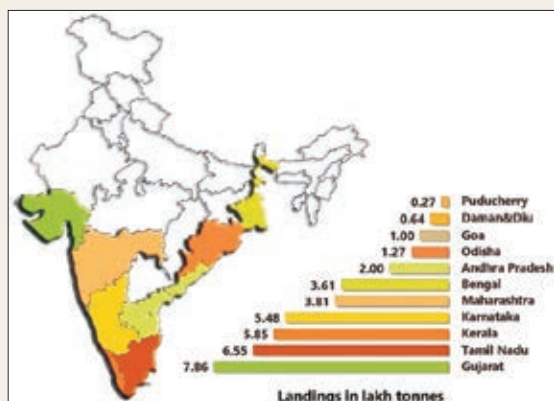 0.27 Puducherry
0.64 Daman&Diu
1.00 Goa
1.27 Odisha
2.00 Andhra Pradesh
3.61 Bengal
3.81 Maharashtra
5.48 Karnataka
5.85 Kerala
6.55 Tamil Nadu
7.86 Gujarat
Landings in lakh tonnes